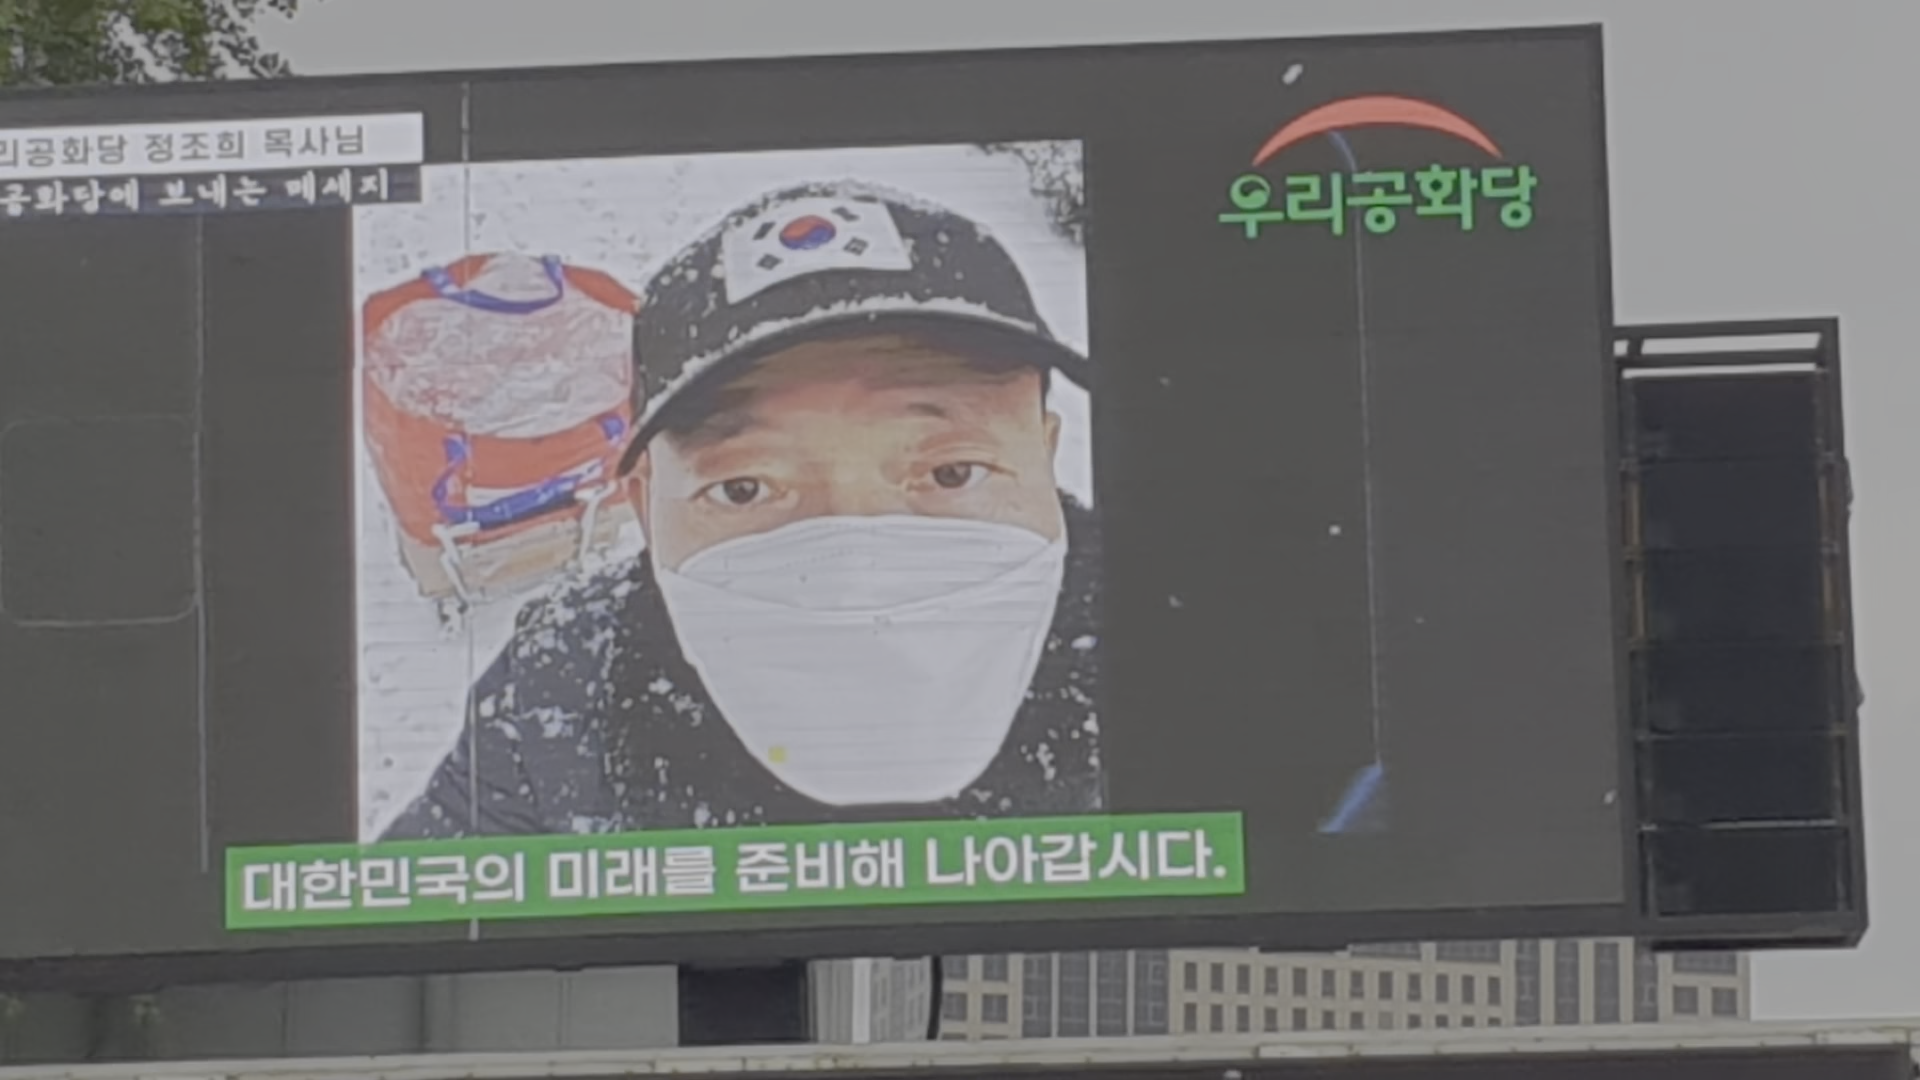 리공화당 정조희 목사님
공화당에 보내는 메세지
우리공화당
대한민국의 미래를 준비해 나아갑시다.